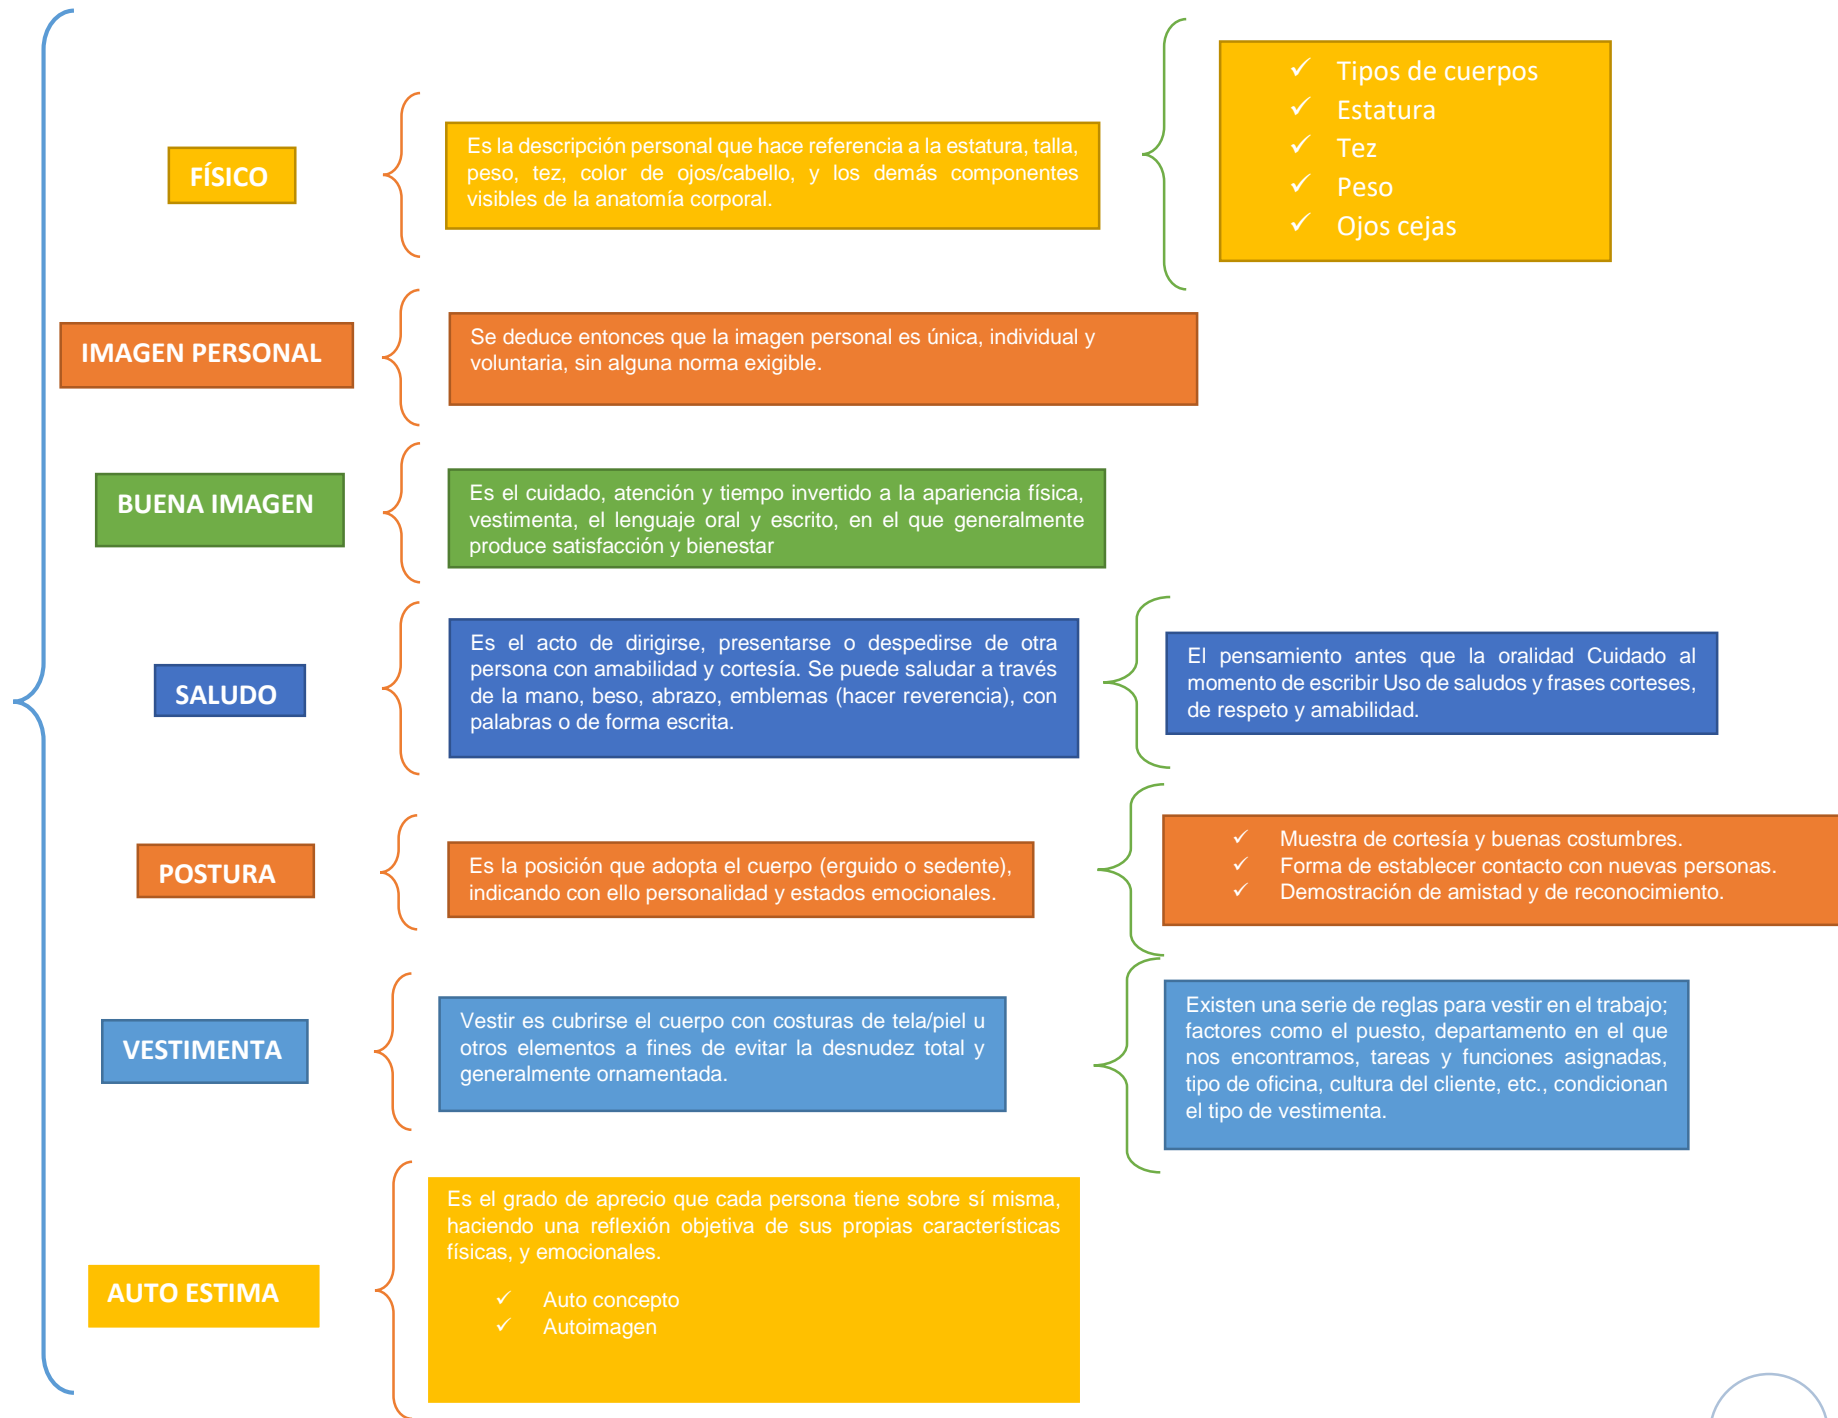 FÍSICO
Es la descripción personal que hace referencia a la estatura, talla,
peso, tez, color de ojos/cabello, y los demás componentes
visibles de la anatomía corporal.
✓ Tipos de cuerpos
✓ Estatura
✓ Tez
✓ Peso
✓ Ojos cejas
IMAGEN PERSONAL
Se deduce entonces que la imagen personal es única, individual y
voluntaria, sin alguna norma exigible.
BUENA IMAGEN
Es el cuidado, atención y tiempo invertido a la apariencia física,
vestimenta, el lenguaje oral y escrito, en el que generalmente
produce satisfacción y bienestar
SALUDO
Es el acto de dirigirse, presentarse o despedirse de otra
persona con amabilidad y cortesía. Se puede saludar a través
de la mano, beso, abrazo, emblemas (hacer reverencia), con
palabras o de forma escrita.
El pensamiento antes que la oralidad Cuidado al
momento de escribir Uso de saludos y frases corteses,
de respeto y amabilidad.
POSTURA
Es la posición que adopta el cuerpo (erguido o sedente),
indicando con ello personalidad y estados emocionales.
✓ Muestra de cortesía y buenas costumbres.
✓ Forma de establecer contacto con nuevas personas.
✓ Demostración de amistad y de reconocimiento.
VESTIMENTA
Vestir es cubrirse el cuerpo con costuras de tela/piel u
otros elementos a fines de evitar la desnudez total y
generalmente ornamentada.
Existen una serie de reglas para vestir en el trabajo;
factores como el puesto, departamento en el que
nos encontramos, tareas y funciones asignadas,
tipo de oficina, cultura del cliente, etc., condicionan
el tipo de vestimenta.
AUTO ESTIMA
Es el grado de aprecio que cada persona tiene sobre sí misma,
haciendo una reflexión objetiva de sus propias características
físicas, y emocionales.
✓ Auto concepto
✓ Autoimagen